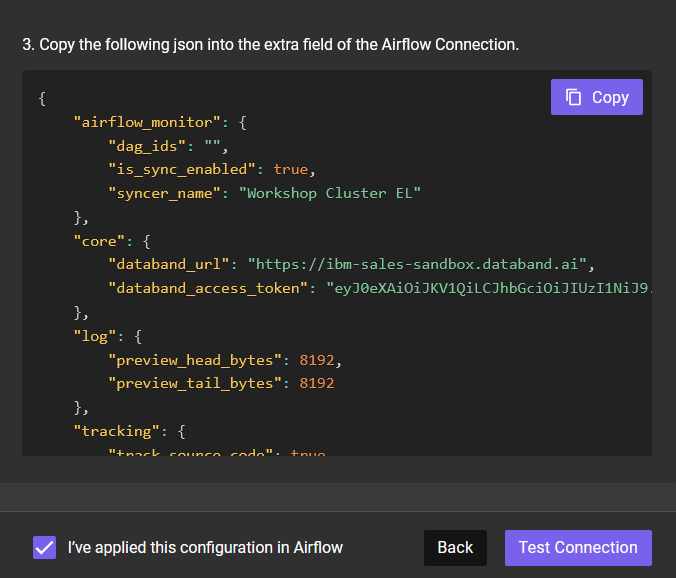 3. Copy the following json into the extra field of the Airflow Connection.
Copy
{
"airflow_monitor": {
"dag_ids": "",
"is_sync_enabled": true,
"syncer_name": "Workshop Cluster EL"
},
"core": {
"databand_url": "https://ibm-sales-sandbox.databand.ai",
"databand_access_token": "eyJ0eXAiOiJKV1QiLCJhbGciOiJIUzI1NiJ9.
},
"log": {
"preview_head_bytes": 8192,
"preview_tail_bytes": 8192
},
"tracking": {
"track_source_code": true
I've applied this configuration in Airflow
Back
Test Connection